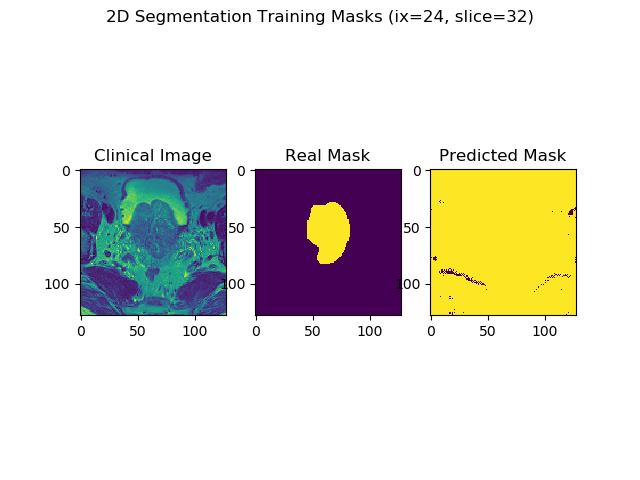 2D Segmentation Training Masks (ix=24, slice=32)
Clinical Image Real Mask Predicted Mask
0 0 0
50 50 50
100 100 100
0 50 100 0 50 100 0 50 100